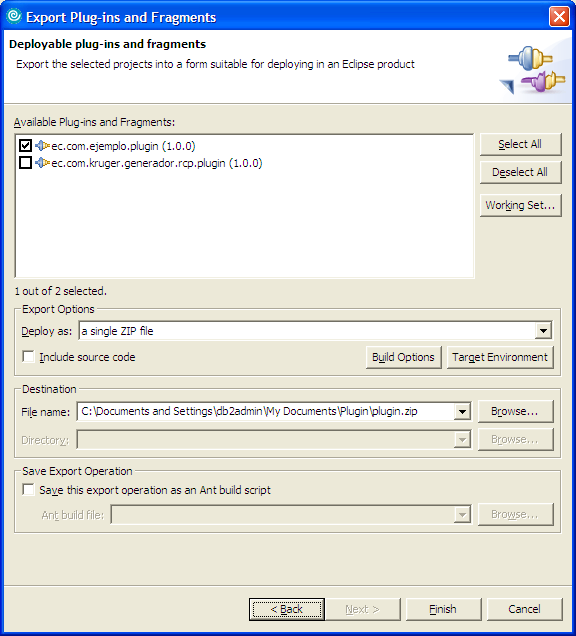 Export Plug-ins and Fragments
Deployable plug-ins and fragments
Export the selected projects into a form suitable for deploying in an Eclipse product
Available Plug-ins and Fragments:
ec.com.ejemplo.plugin (1.0.0)
ec.com.kruger.generador.rcp.plugin (1.0.0)
Select All
Deselect All
Working Set...
1 out of 2 selected.
Export Options
Deploy as: a single ZIP file
Include source code
Build Options
Target Environment
Destination
File name: C:\Documents and Settings\db2admin\My Documents\Plugin\plugin.zip
Browse...
Directory:
Browse...
Save Export Operation
Save this export operation as an Ant build script
Ant build file:
Browse...
< Back
Next >
Finish
Cancel